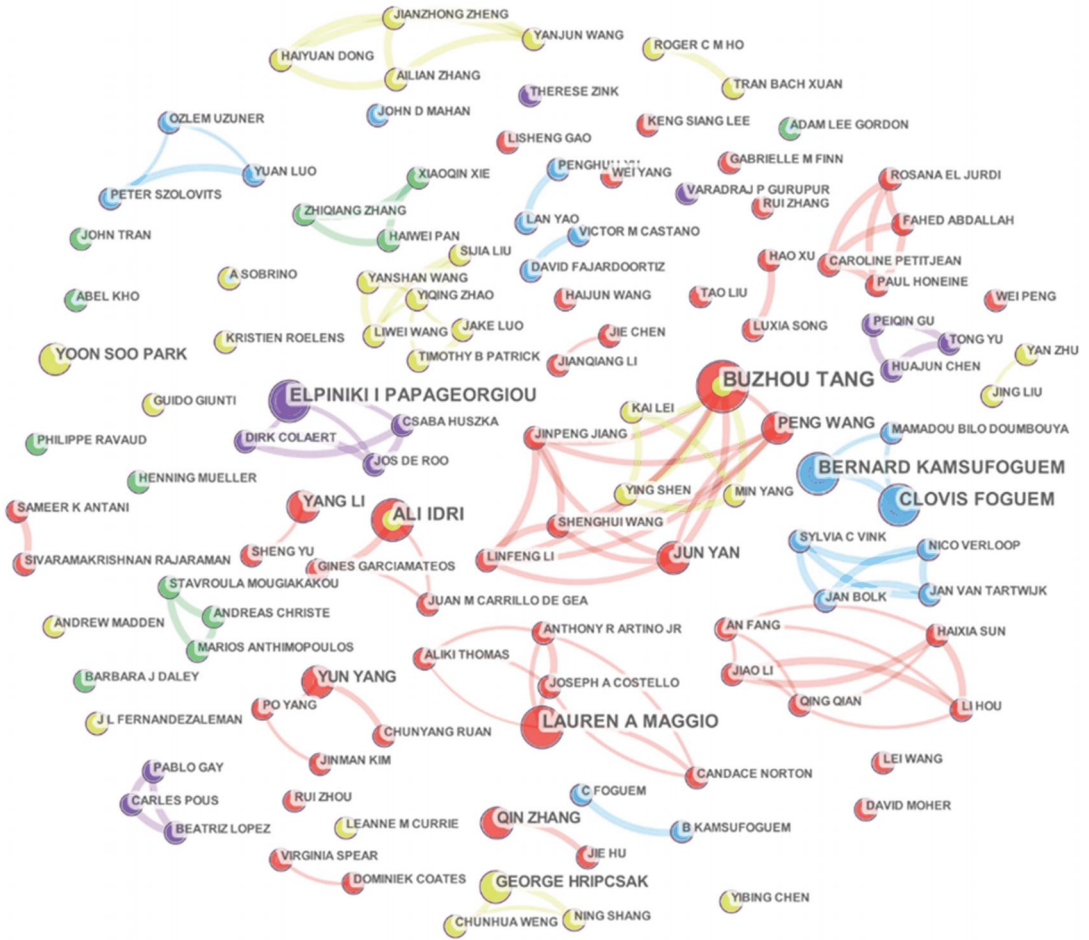 JIANZHONG ZHENG
YANJUN WANG
ROGER C M HO
HAIYUAN DONG
AILIAN ZHANG
TRAN BACH XUAN
THERESE ZINK
JOHN D MAHAN
OZLEM UZUNER
KENG SIANG LEE
ADAM LEE GORDON
LISHENG GAO
GABRIELLE M FINN
YUAN LUO
XIAOQIN XIE
PENGHUI
WEI YANG
ROSANA EL JURDI
PETER SZOLOVITS
VARADRAJ P GURUPUR
RUI ZHANG
ZHIQIANG ZHANG
LAN YAO
FAHED ABDALLAH
JOHN TRAN
HAIWEI PAN
VICTOR M CASTANO
SIJIA LIU
HAO XU
CAROLINE PETITJEAN
DAVID FAJARDOORTIZ
A SOBRINO
YANSHAN WANG
PAUL HONEINE
ABEL KHO
YIQING ZHAO
HAIJUN WANG
TAO LIU
WEI PENG
PEIQIN GU
KRISTIEN ROELENS
LIWEI WANG
JAKE LUO
JIE CHEN
LUXIA SONG
TONG YU
YOON SOO PARK
TIMOTHY B PATRICK
JIANQIANG LI
HUAJUN CHEN
YAN ZHU
BUZHOU TANG
JING LIU
ELPINIKI I PAPAGEORGIOU
GUIDO GIUNTI
KAI LEI
CSABA HUSZKA
PENG WANG
MAMADOU BILO DOUMBOUYA
PHILIPPE RAVAUD
DIRK COLAERT
JINPENG JIANG
JOS DE ROO
BERNARD KAMSUFOGUEM
HENNING MUELLER
YING SHEN
MIN YANG
CLOVIS FOGUEM
SAMEER K ANTANI
YANG LI
ALI IDRI
SHENGHUI WANG
SYLVIA C VINK
NICO VERLOOP
SIVARAMAKRISHNAN RAJARAMAN
SHENG YU
GINES GARCIAMATEOS
LINFENG LI
JUN YAN
STAVROULA MOUGIAKAKOU
JUAN M CARRILLO DE GEA
JAN BOLK
JAN VAN TARTWIJK
ANDREAS CHRISTE
ANDREW MADDEN
ANTHONY R ARTINO JR
AN FANG
HAIXIA SUN
MARIOS ANTHIMOPOULOS
ALIKI THOMAS
BARBARA J DALEY
YUN YANG
JOSEPH A COSTELLO
JIAO LI
PO YANG
QING QIAN
LI HOU
J L FERNANDEZALEMAN
LAUREN A MAGGIO
CHUNYANG RUAN
JINMAN KIM
LEI WANG
PABLO GAY
CANDACE NORTON
C FOGUEM
RUI ZHOU
CARLES POUS
DAVID MOHER
QIN ZHANG
BEATRIZ LOPEZ
LEANNE M CURRIE
B KAMSUFOGUEM
VIRGINIA SPEAR
JIE HU
DOMINIEK COATES
GEORGE HRIPCSAK
YIBING CHEN
CHUNHUA WENG
NING SHANG